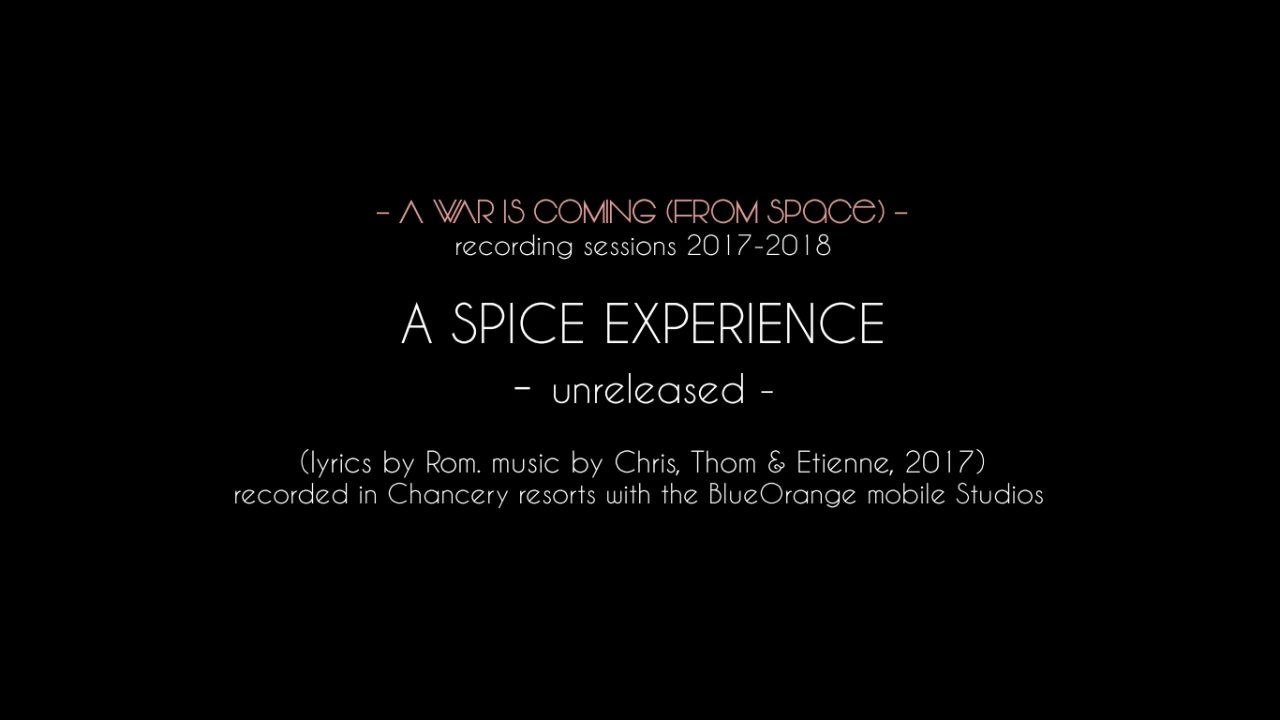 - A WAR IS COMING (FROM SPACE) -
recording sessions 2017-2018
A SPICE EXPERIENCE
- unreleased -
(lyrics by Rom. music by Chris, Thom & Etienne, 2017)
recorded in Chancery resorts with the BlueOrange mobile Studios